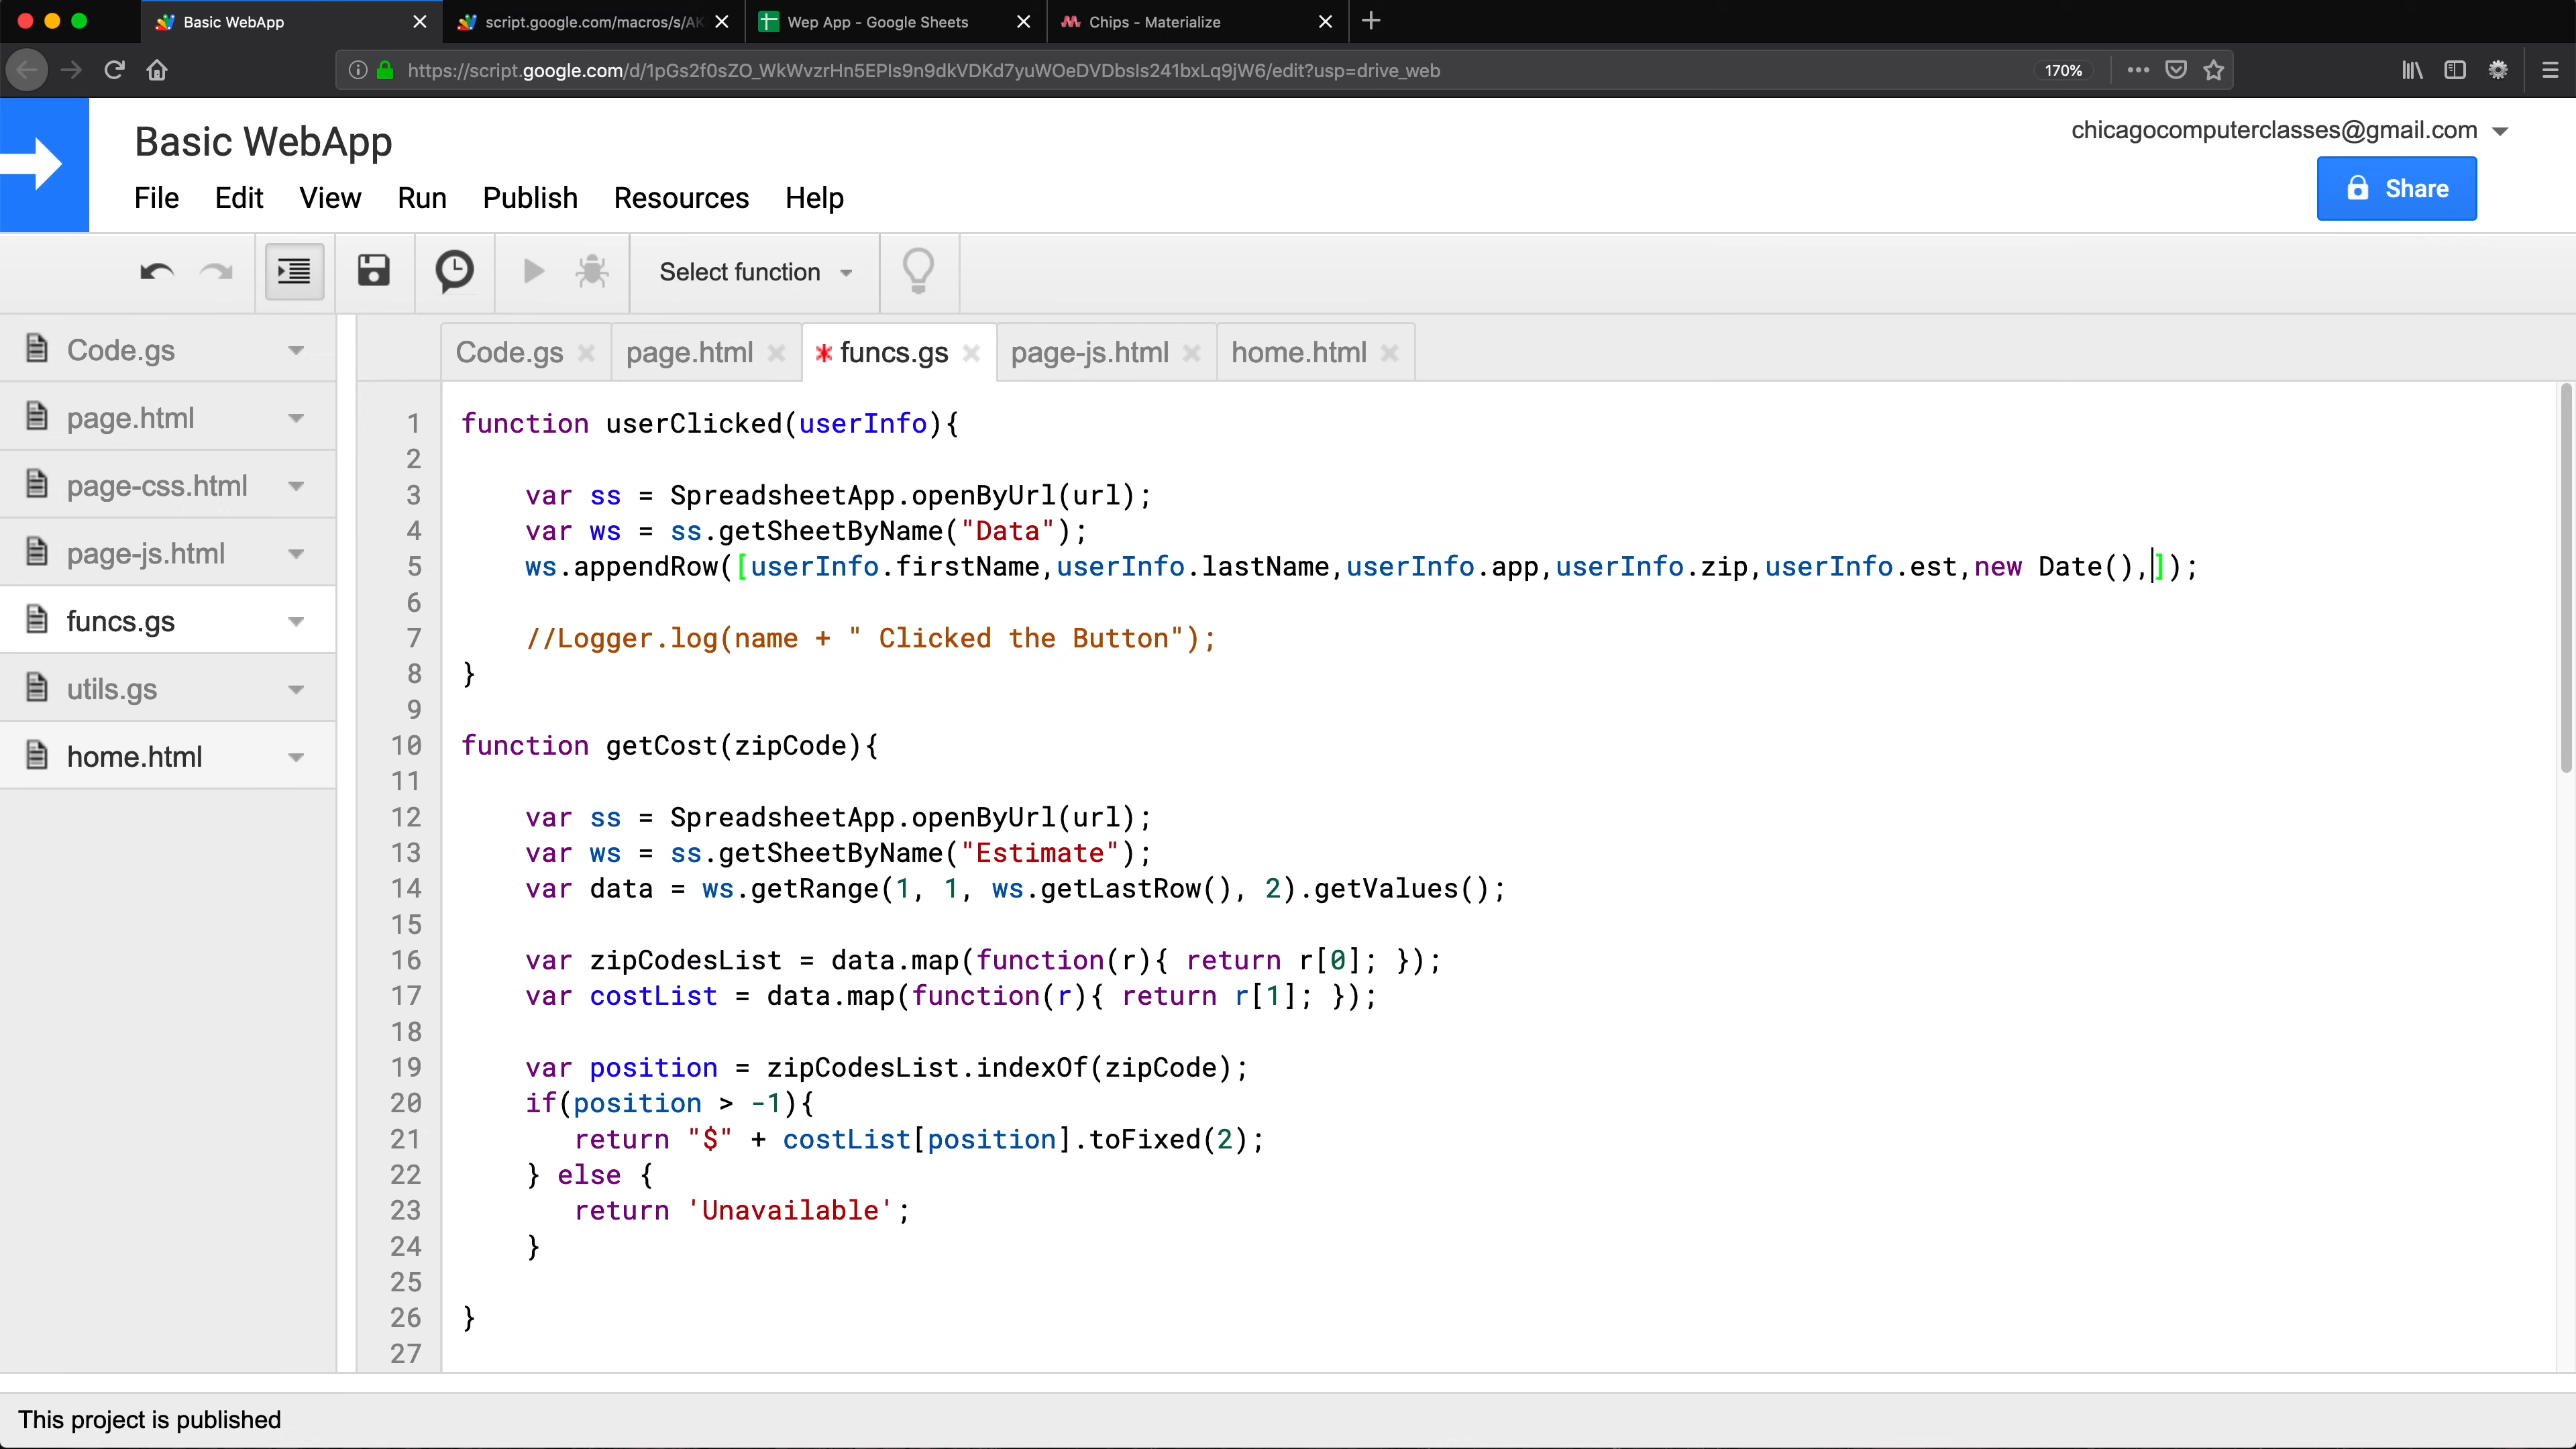 Basic WebApp
script.google.com/macros/s/AK
Wep App - Google Sheets
Chips - Materialize
https://script.google.com/d/1pGs2f0sZO_WkWvzrHn5EPIs9n9dkVDKd7yuWOeDVDbsIs241bxLq9jW6/edit?usp=drive_web
170%
Basic WebApp
chicagocomputerclasses@gmail.com
File Edit View Run Publish Resources Help
Share
Select function
Code.gs
page.html
page-css.html
page-js.html
funcs.gs
utils.gs
home.html
Code.gs page.html * funcs.gs page-js.html home.html
1 function userClicked(userInfo){
2
3 var ss = SpreadsheetApp.openByUrl(url);
4 var ws = ss.getSheetByName("Data");
5 ws.appendRow([userInfo.firstName,userInfo.lastName,userInfo.app,userInfo.zip,userInfo.est,new Date(),]);
6
7 //Logger.log(name + " Clicked the Button");
8 }
9
10 function getCost(zipCode){
11
12 var ss = SpreadsheetApp.openByUrl(url);
13 var ws = ss.getSheetByName("Estimate");
14 var data = ws.getRange(1, 1, ws.getLastRow(), 2).getValues();
15
16 var zipCodesList = data.map(function(r){ return r[0]; });
17 var costList = data.map(function(r){ return r[1]; });
18
19 var position = zipCodesList.indexOf(zipCode);
20 if(position > -1){
21 return "$" + costList[position].toFixed(2);
22 } else {
23 return 'Unavailable';
24 }
25
26 }
27
This project is published